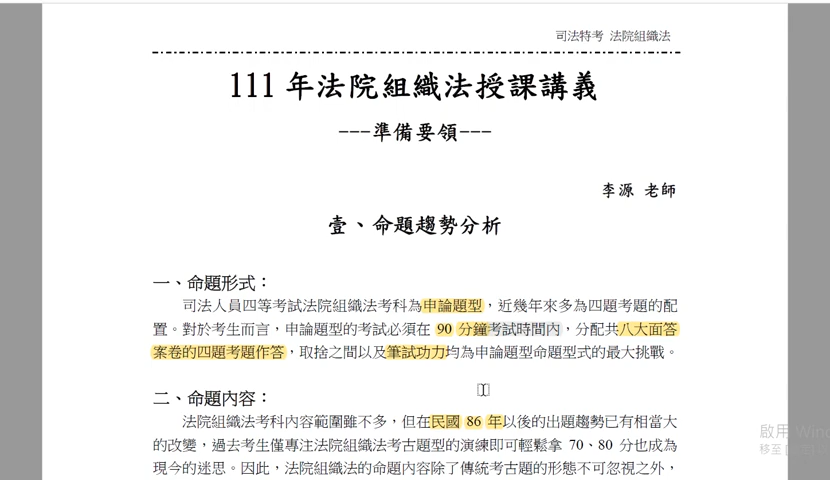 司法特考 法院組織法
111 年法院組織法授課講義
---準備要領---
李源 老師
壹、命題趨勢分析
一、命題形式：
司法人員四等考試法院組織法考科為申論題型，近幾年來多為四題考題的配
置。對於考生而言，申論題型的考試必須在 90 分鐘考試時間內，分配共八大面答
案卷的四題考題作答，取捨之間以及筆試功力均為申論題型命題型式的最大挑戰。
二、命題內容：
法院組織法考科內容範圍雖不多，但在民國 86 年以後的出題趨勢已有相當大
的改變，過去考生僅專注法院組織法考古題型的演練即可輕鬆拿 70、80 分也成為
現今的迷思。因此，法院組織法的命題內容除了傳統考古題的形態不可忽視之外，
啟用 Wind
移至